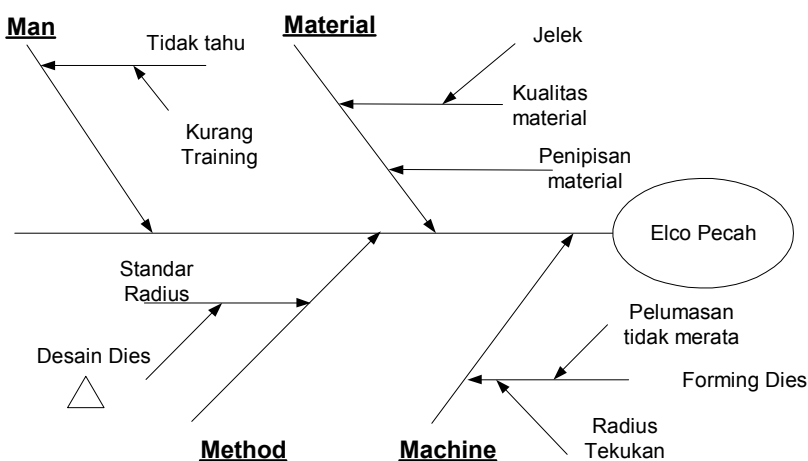 Man
Tidak tahu
Kurang
Training
Material
Jelek
Kualitas
material
Penipisan
material
Elco Pecah
Standar
Radius
Desain Dies
Method
Pelumasan
tidak merata
Forming Dies
Radius
Tekukan
Machine